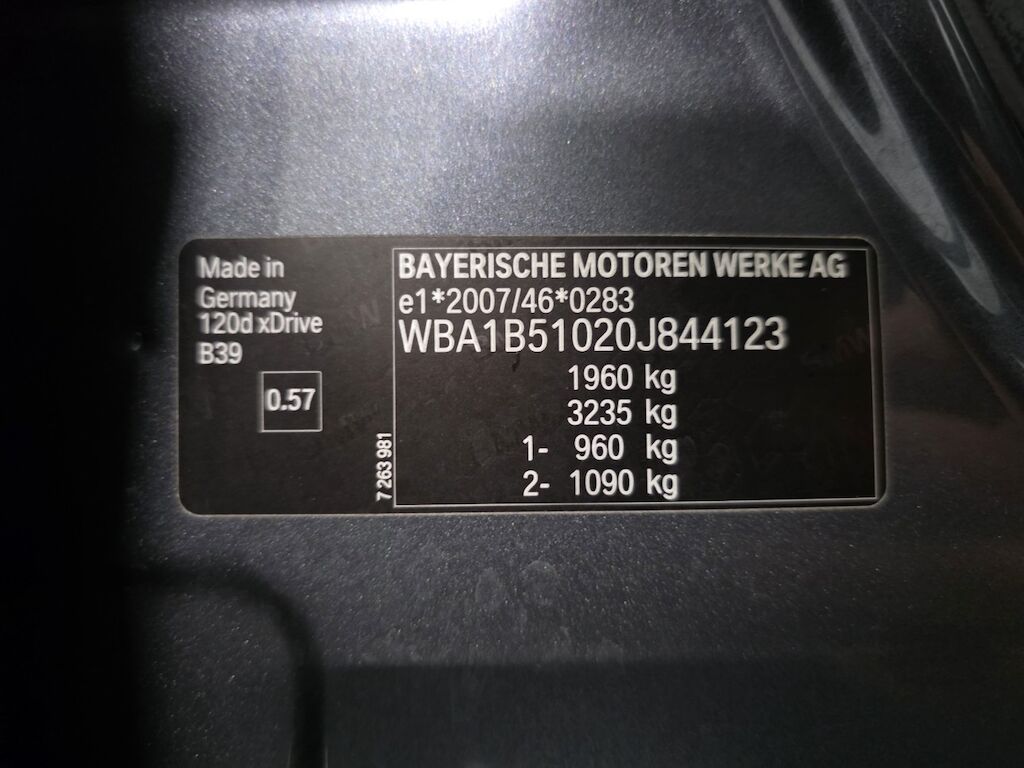 Made in
Germany
120d xDrive
B39
0.57
7 263 981
BAYERISCHE MOTOREN WERKE AG
e1*2007/46*0283
WBA1B51020J844123
1960 kg
3235 kg
1- 960 kg
2- 1090 kg